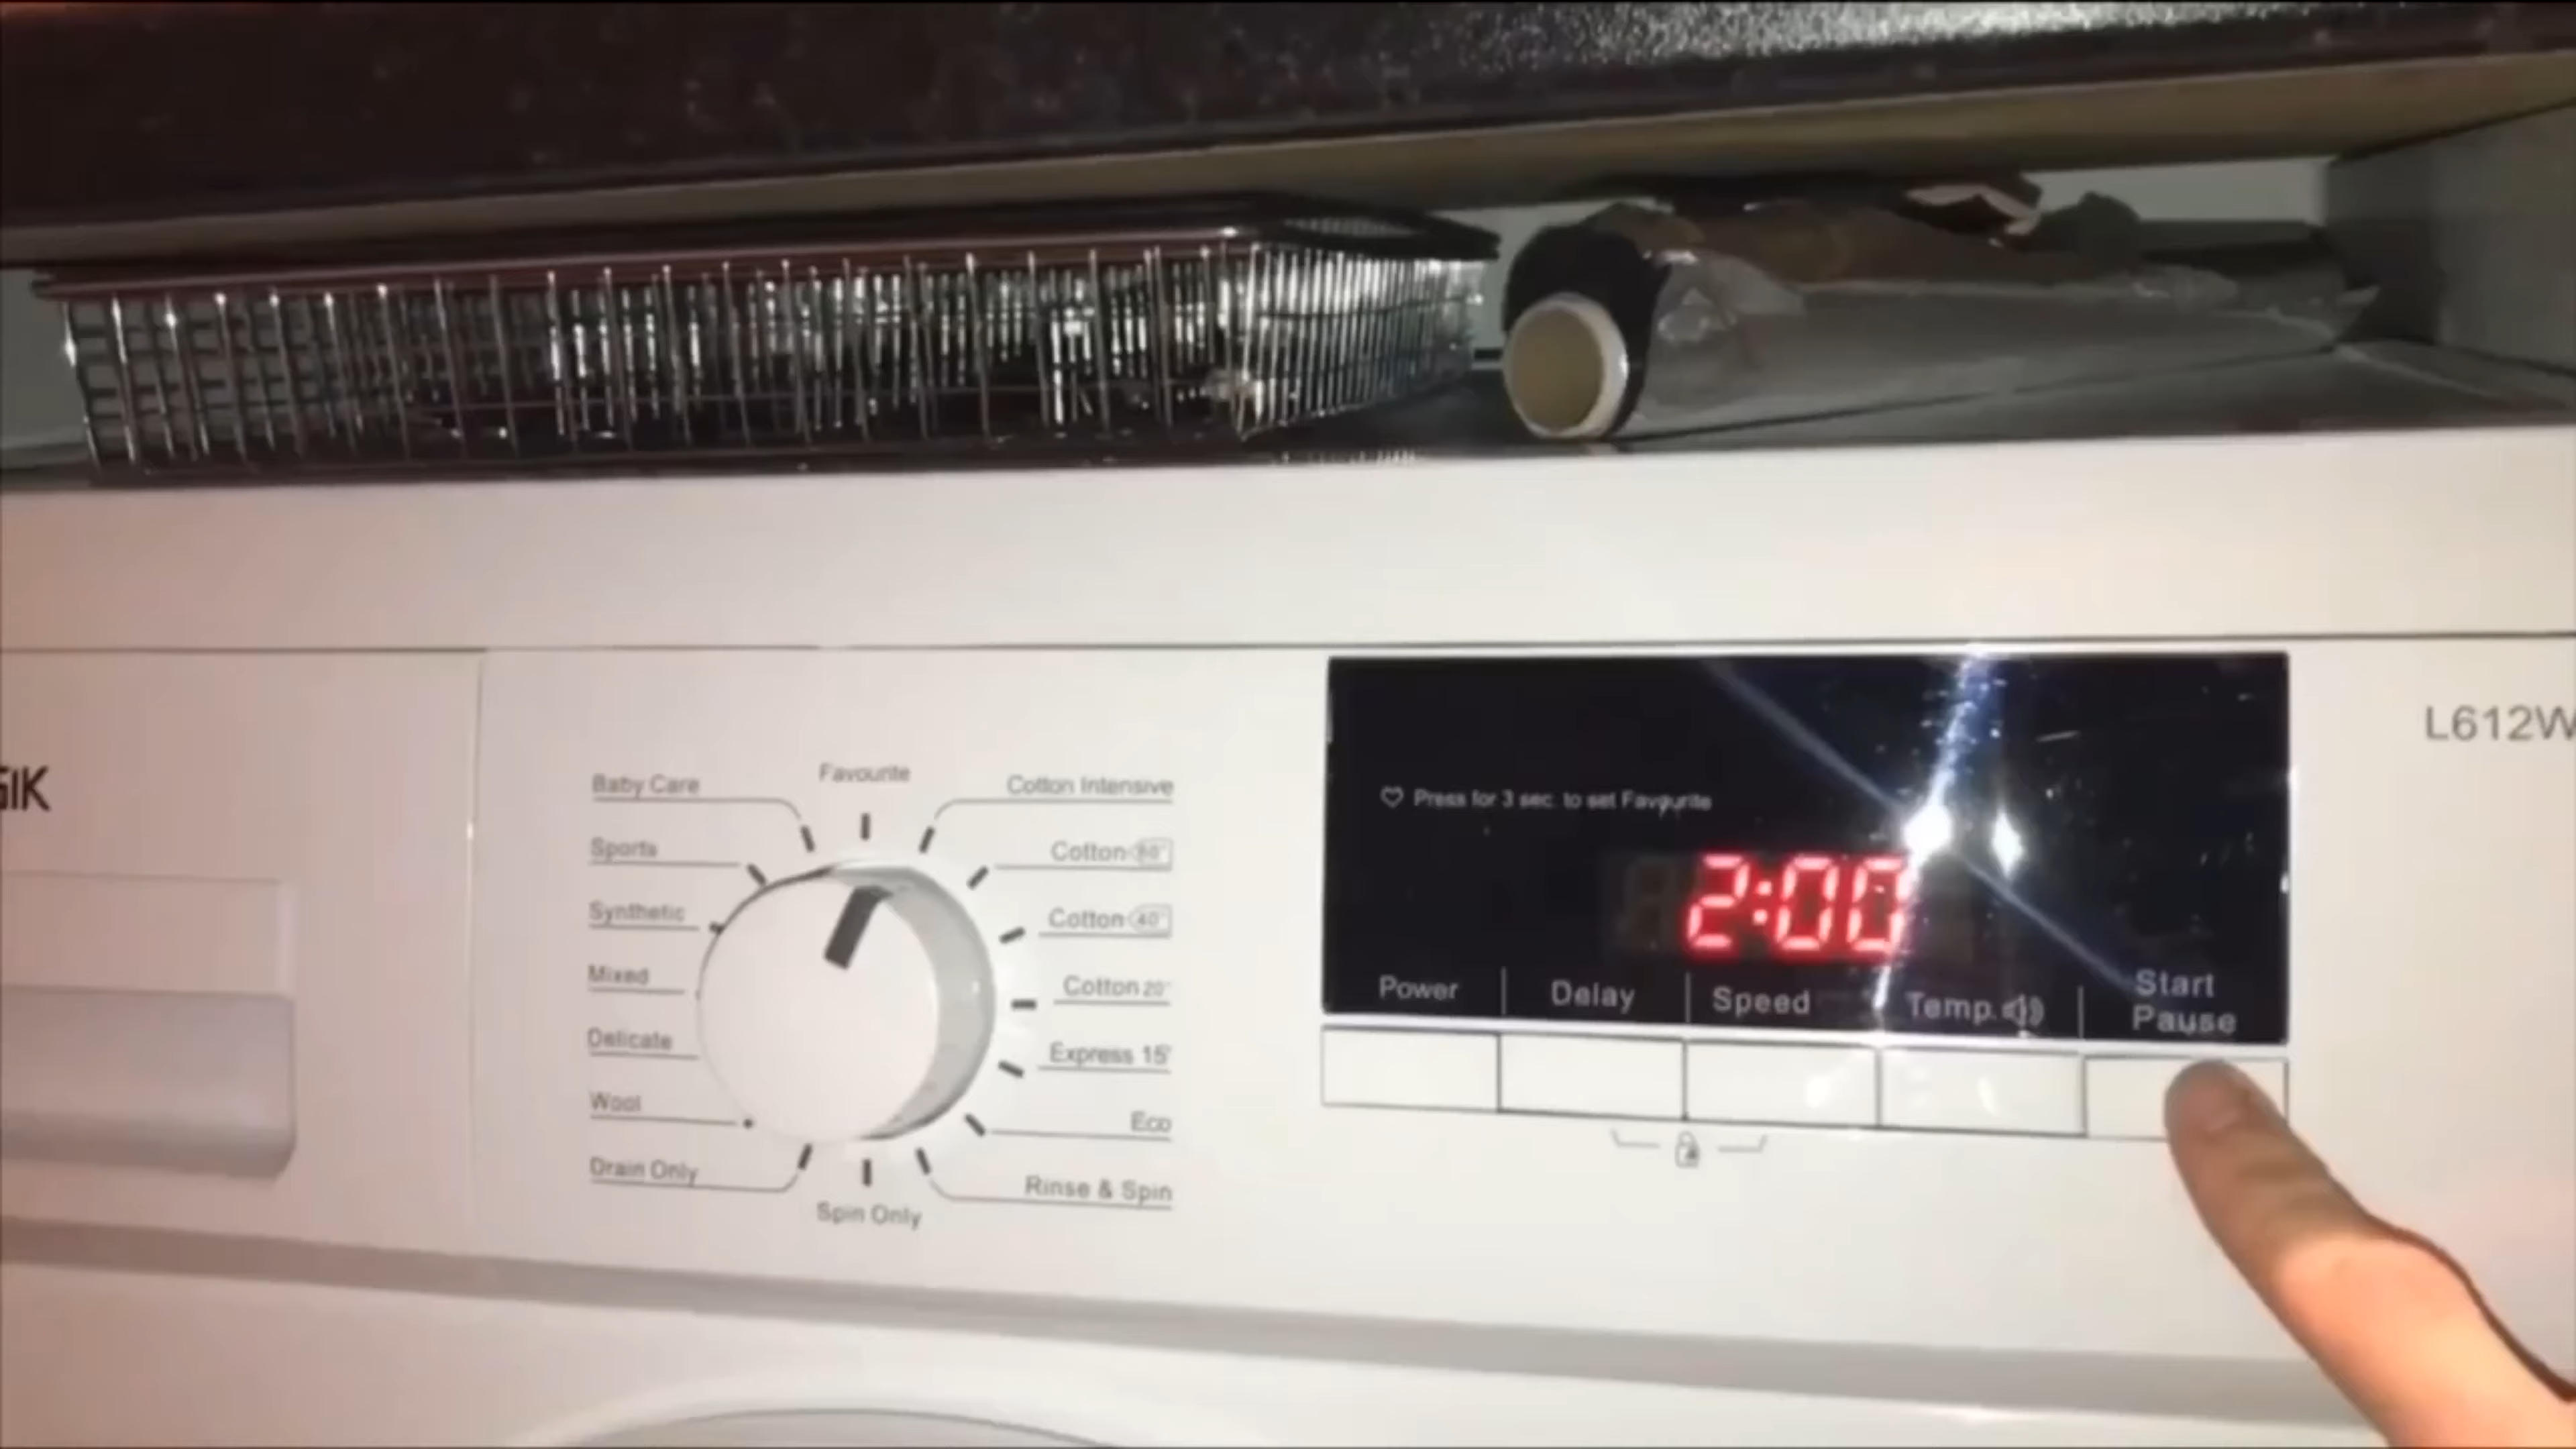 GIK
Favourite
Baby Care
Sports
Synthetic
Mixed
Delicate
Wool
Drain Only
Spin Only
Cotton Intensive
Cotton
Cotton 40°
Cotton 20°
Express 15'
Eco
Rinse & Spin
♡ Press for 3 sec. to set Favourite
2:00
Power
Delay
Speed
Temp.
Start
Pause
L612W